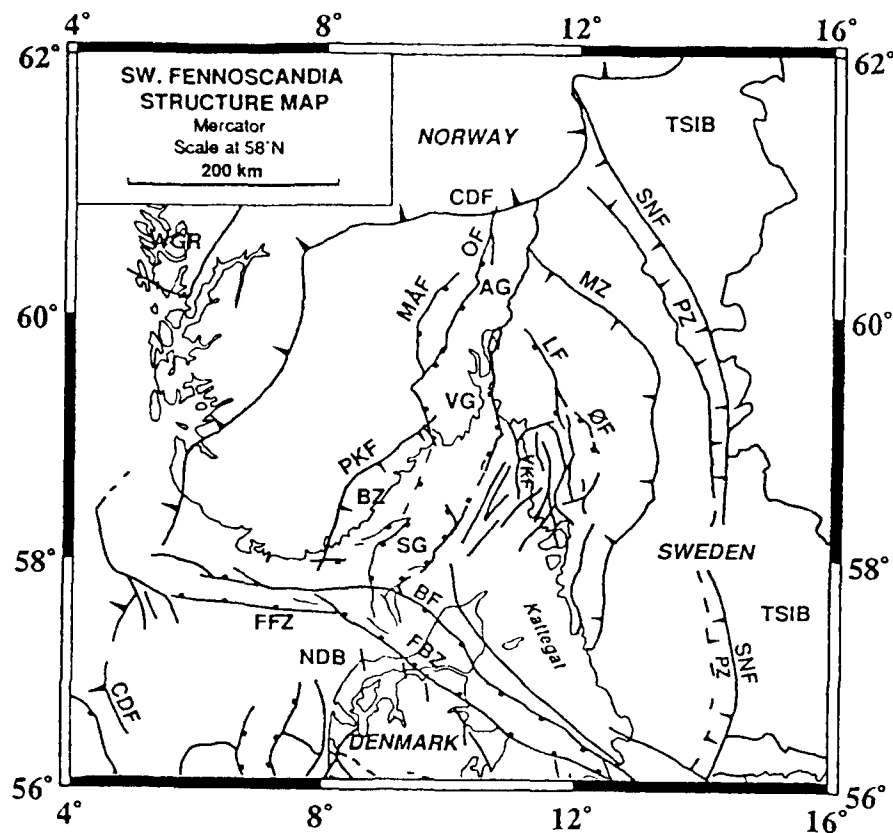 4° 8° 12° 16°
62° 62°
SW. FENNOSCANDIA
STRUCTURE MAP
Mercator
Scale at 58°N
200 km
NORWAY
TSIB
CDF
SNF
WGR
OF
AG
MZ
MÅF
PZ
60° 60°
LF
VG
ØF
PKF
VKF
BZ
SG
SWEDEN
58° 58°
BF
TSIB
FFZ
FBZ
Kattegat
NDB
PZ
SNF
CDF
DENMARK
56° 56°
4° 8° 12° 16°